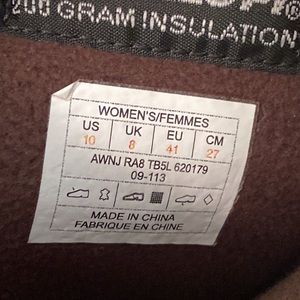 200 GRAM INSULATION
WOMEN'S/FEMMES
US UK EU CM
10 8 41 27
AWNJ RA8 TB5L 620179
09-113
MADE IN CHINA
FABRIQUE EN CHINE